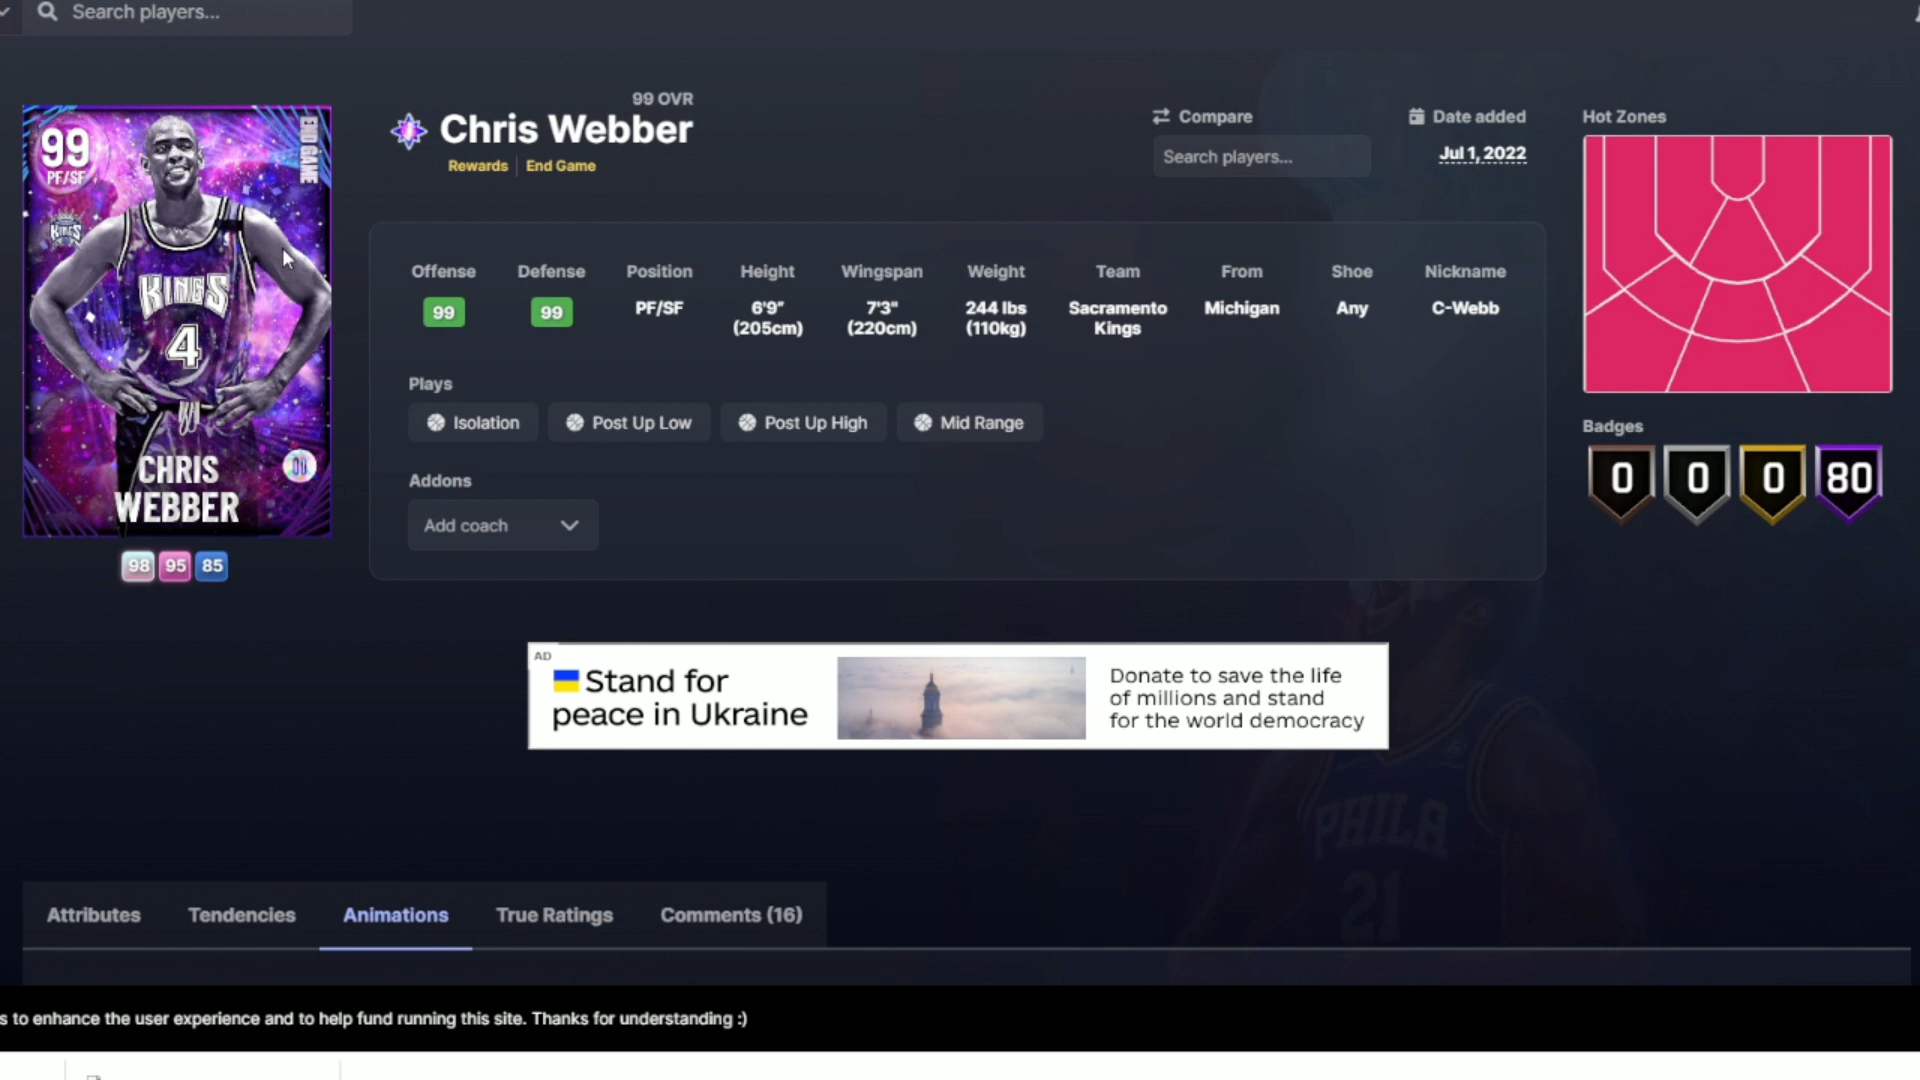 Search players...
99 OVR
Chris Webber
Rewards
End Game
Compare
Search players...
Date added
Jul 1, 2022
Hot Zones
99
PF/SF
END GAME
KINGS
KINGS
4
CHRIS
WEBBER
98 95 85
Offense Defense Position Height Wingspan Weight Team From Shoe Nickname
99 99 PF/SF 6'9" 7'3" 244 lbs Sacramento Michigan Any C-Webb
(205cm) (220cm) (110kg) Kings
Plays
Isolation Post Up Low Post Up High Mid Range
Addons
Add coach
Badges
0 0 0 80
AD
Stand for
peace in Ukraine
Donate to save the life
of millions and stand
for the world democracy
PHILA
21
Attributes Tendencies Animations True Ratings Comments (16)
s to enhance the user experience and to help fund running this site. Thanks for understanding :)